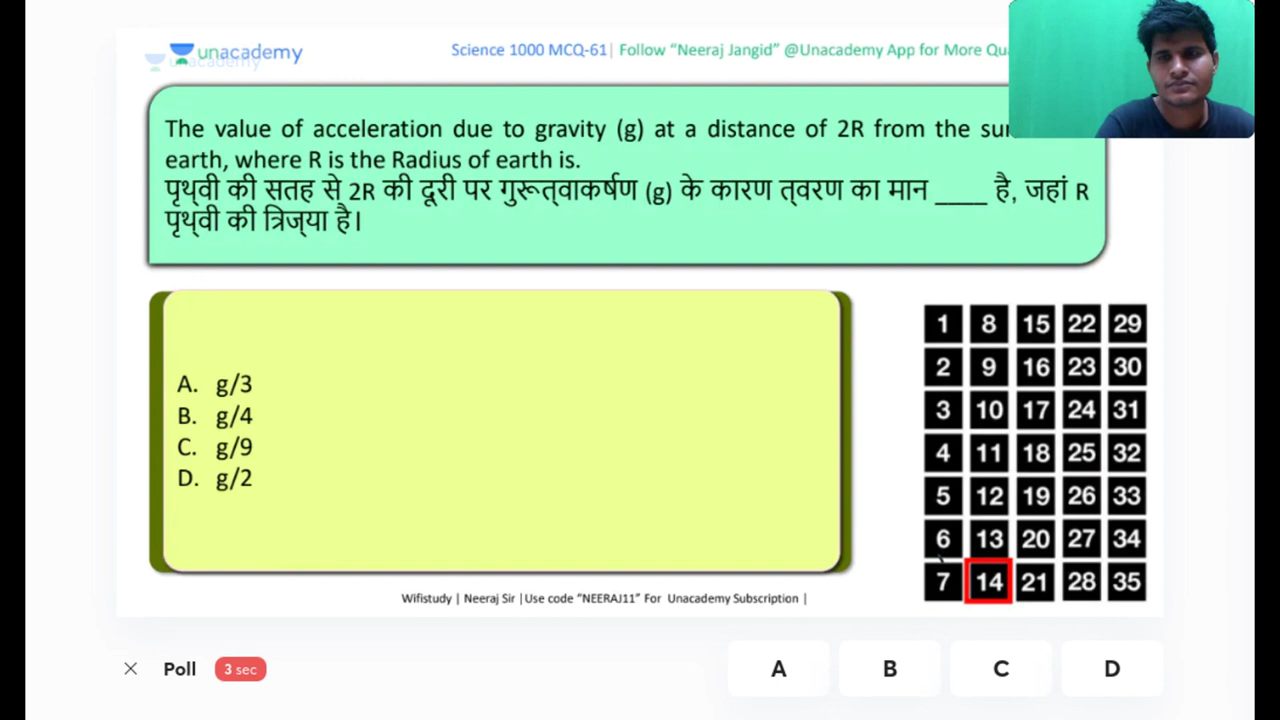 unacademy
unacademy
Science 1000 MCQ-61| Follow “Neeraj Jangid” @Unacademy App for More
The value of acceleration due to gravity (g) at a distance of 2R from the
earth, where R is the Radius of earth is.
पृथ्वी की सतह से 2R की दूरी पर गुरूत्वाकर्षण (g) के कारण त्वरण का मान ____ है, जहां R
पृथ्वी की त्रिज्या है।
A. g/3
B. g/4
C. g/9
D. g/2
1 8 15 22 29
2 9 16 23 30
3 10 17 24 31
4 11 18 25 32
5 12 19 26 33
6 13 20 27 34
7 14 21 28 35
Wifistudy | Neeraj Sir |Use code “NEERAJ11” For Unacademy Subscription |
Poll 3 sec A B C D